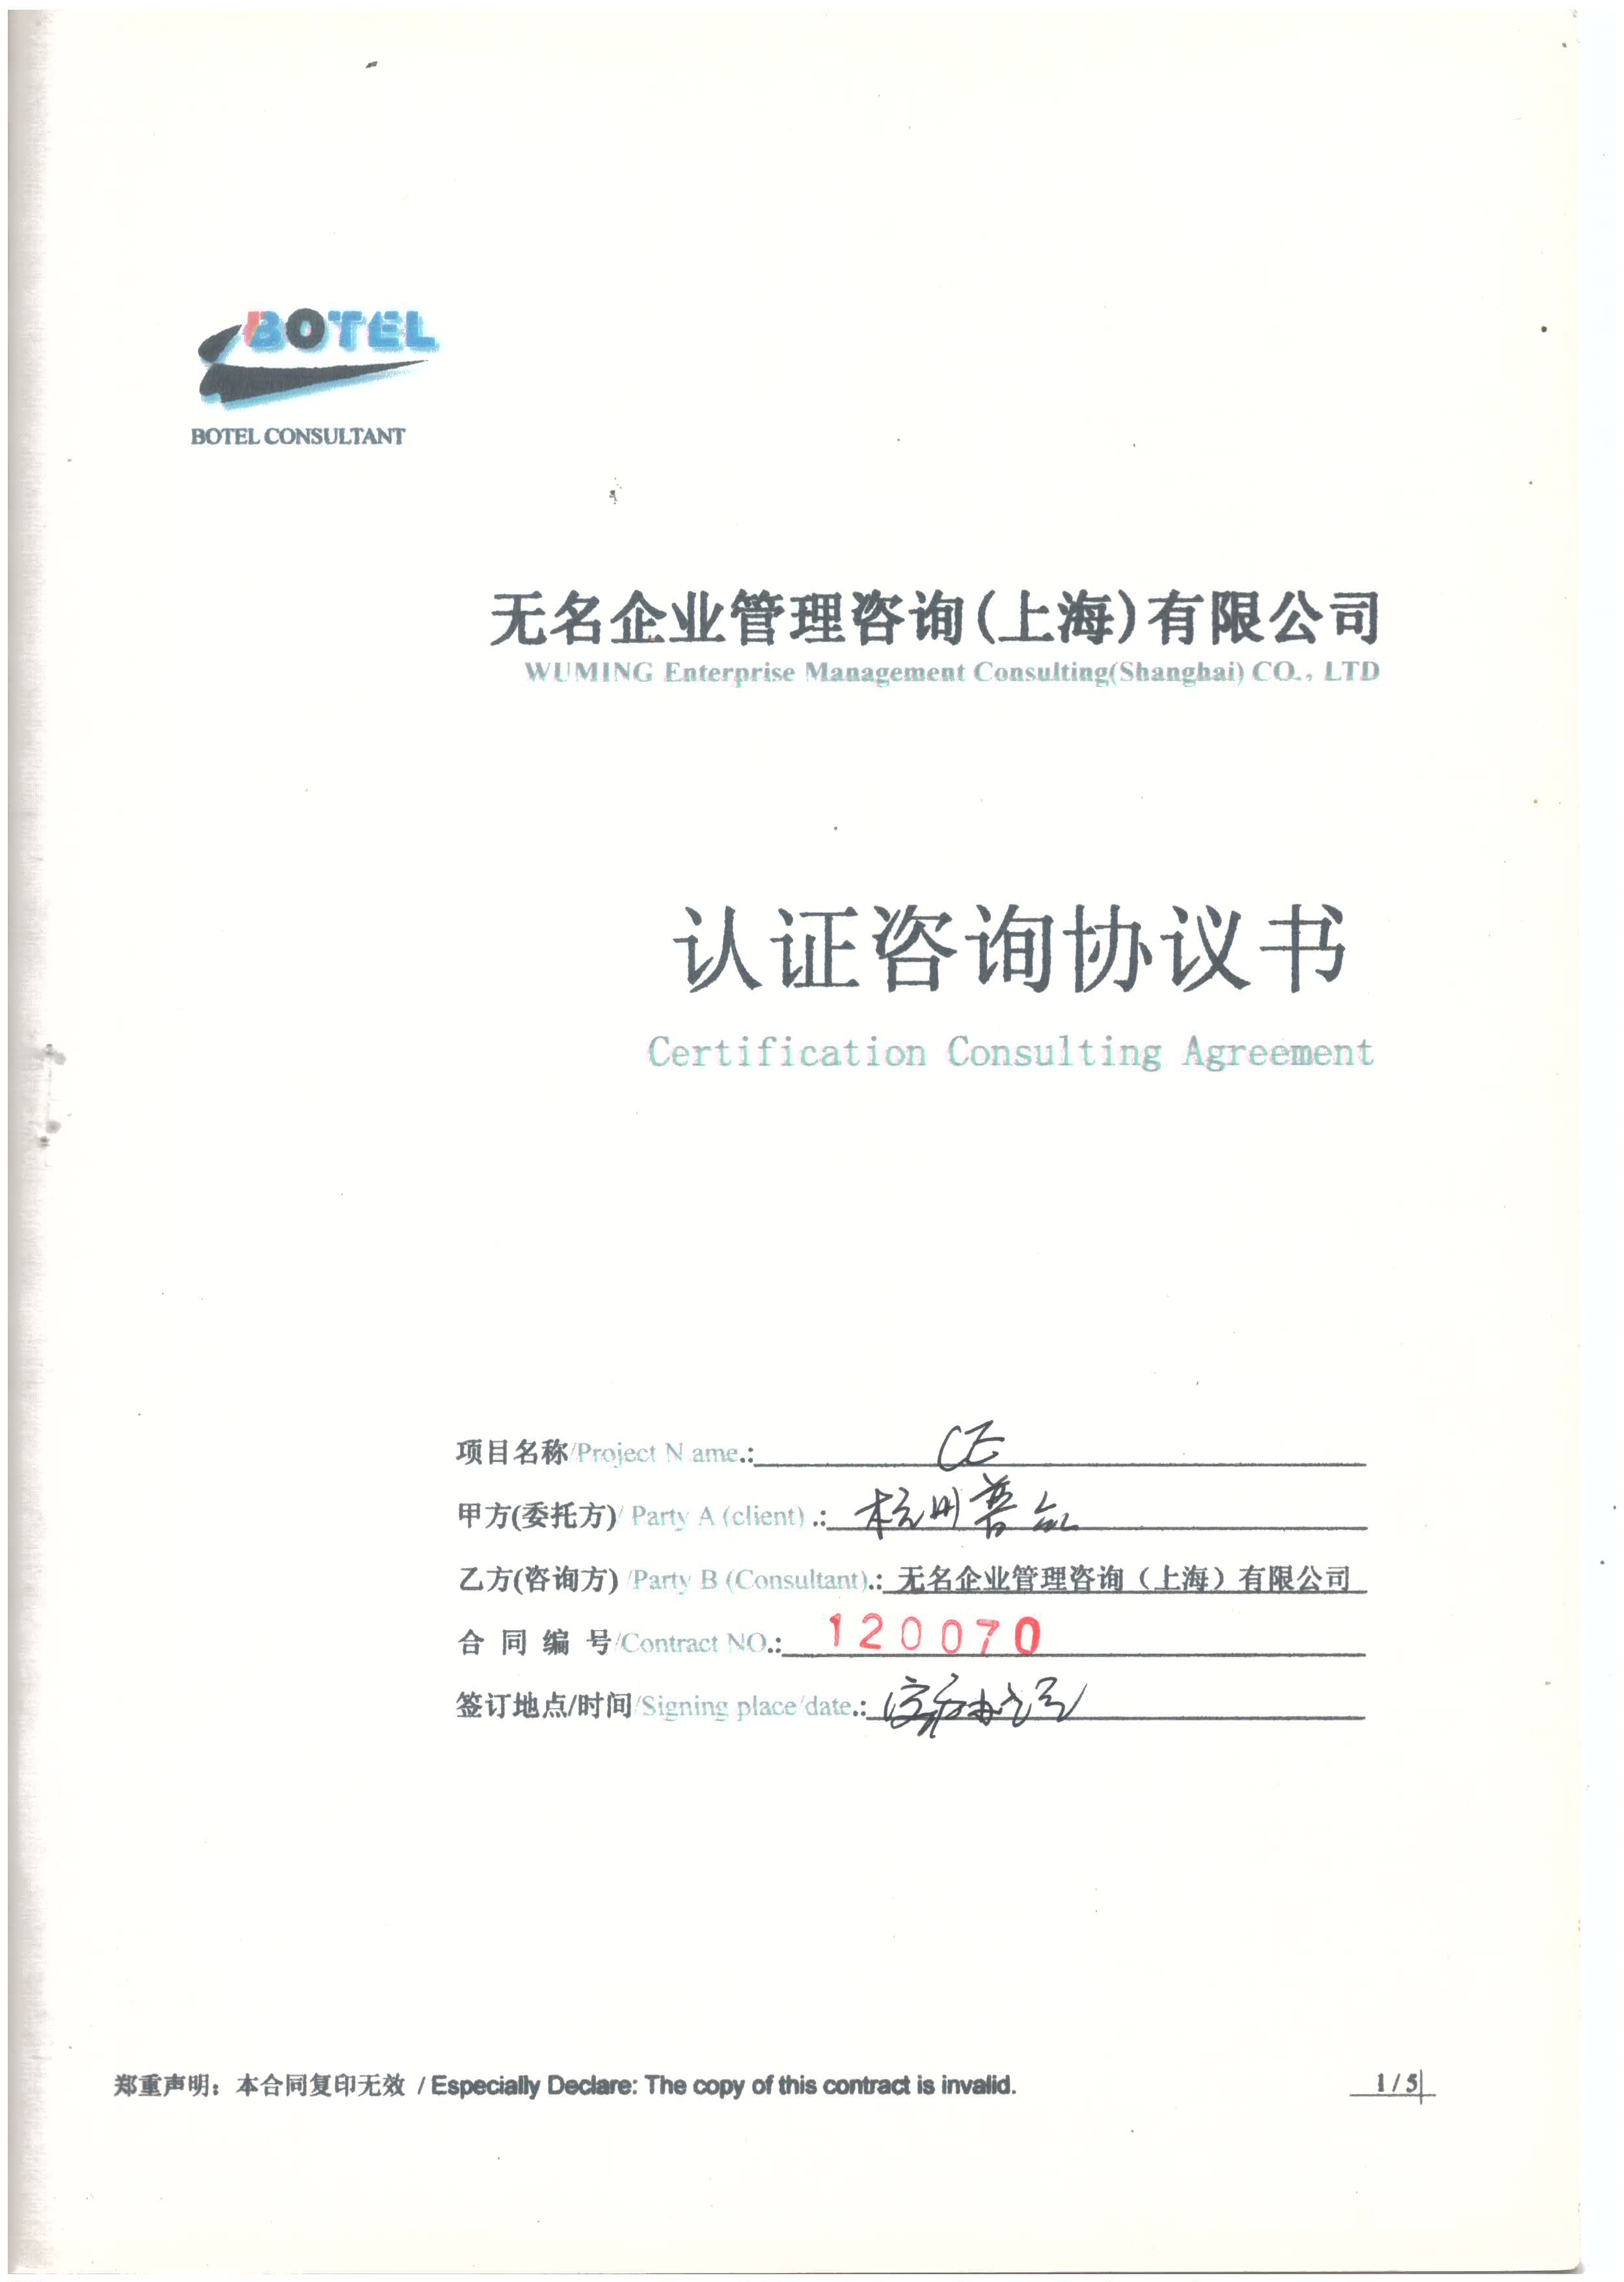 BOTEL
BOTEL CONSULTANT
无名企业管理咨询(上海)有限公司
WUMING Enterprise Management Consulting(Shanghai) CO., LTD
认证咨询协议书
Certification Consulting Agreement
项目名称/Project N ame.: CE
甲方(委托方)/ Party A (client) .: 杭州普
乙方(咨询方) /Party B (Consultant).: 无名企业管理咨询（上海）有限公司
合 同 编 号/Contract NO.: 120070
签订地点/时间/Signing place/date.:
郑重声明：本合同复印无效 / Especially Declare: The copy of this contract is invalid.
1 / 5